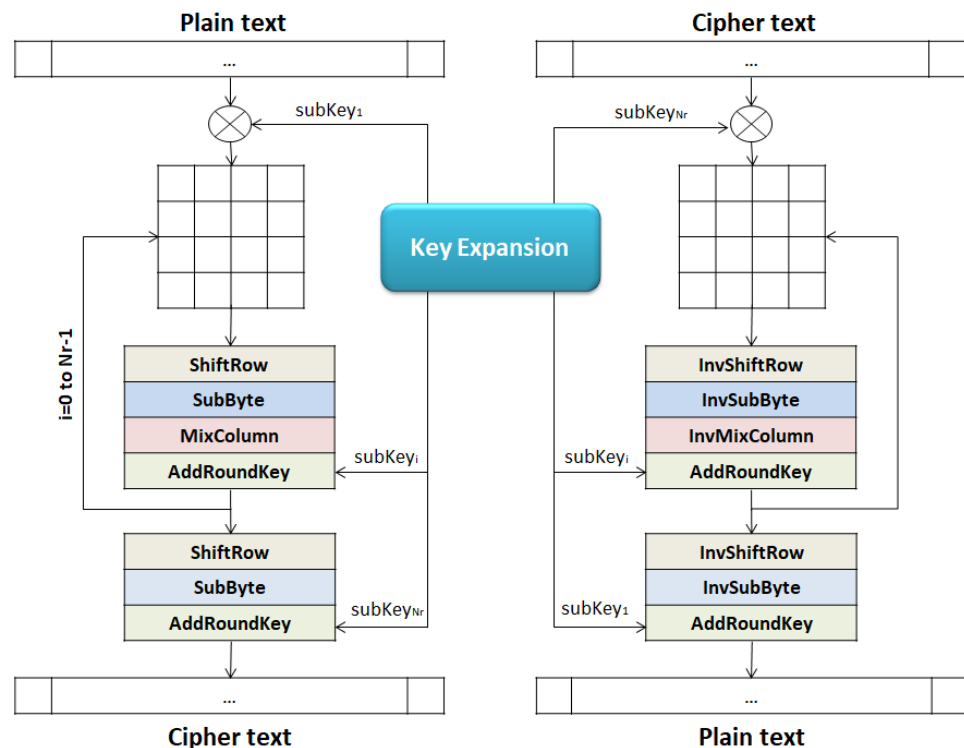 Plain text
...
subKey1
i=0 to Nr-1
ShiftRow
SubByte
MixColumn
AddRoundKey
subKeyi
ShiftRow
SubByte
AddRoundKey
subKeyNr
...
Cipher text
Key Expansion
Cipher text
...
subKeyNr
InvShiftRow
InvSubByte
InvMixColumn
AddRoundKey
subKeyi
InvShiftRow
InvSubByte
AddRoundKey
subKey1
...
Plain text